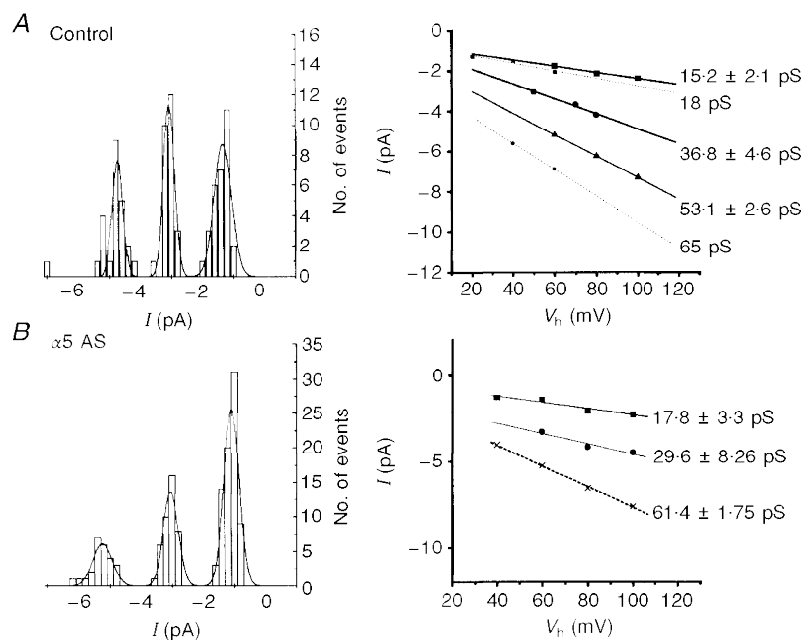 A
Control
16
14
12
10
8
6
4
2
0
No. of events
−6
−4
−2
0
I (pA)
0
−2
−4
−6
−8
−10
−12
I (pA)
15·2 ± 2·1 pS
18 pS
36·8 ± 4·6 pS
53·1 ± 2·6 pS
65 pS
20 40 60 80 100 120
Vh (mV)
B
α5 AS
35
30
25
20
15
10
5
0
No. of events
−6
−4
−2
0
I (pA)
0
−5
−10
I (pA)
17·8 ± 3·3 pS
29·6 ± 8·26 pS
61·4 ± 1·75 pS
20 40 60 80 100 120
Vh (mV)